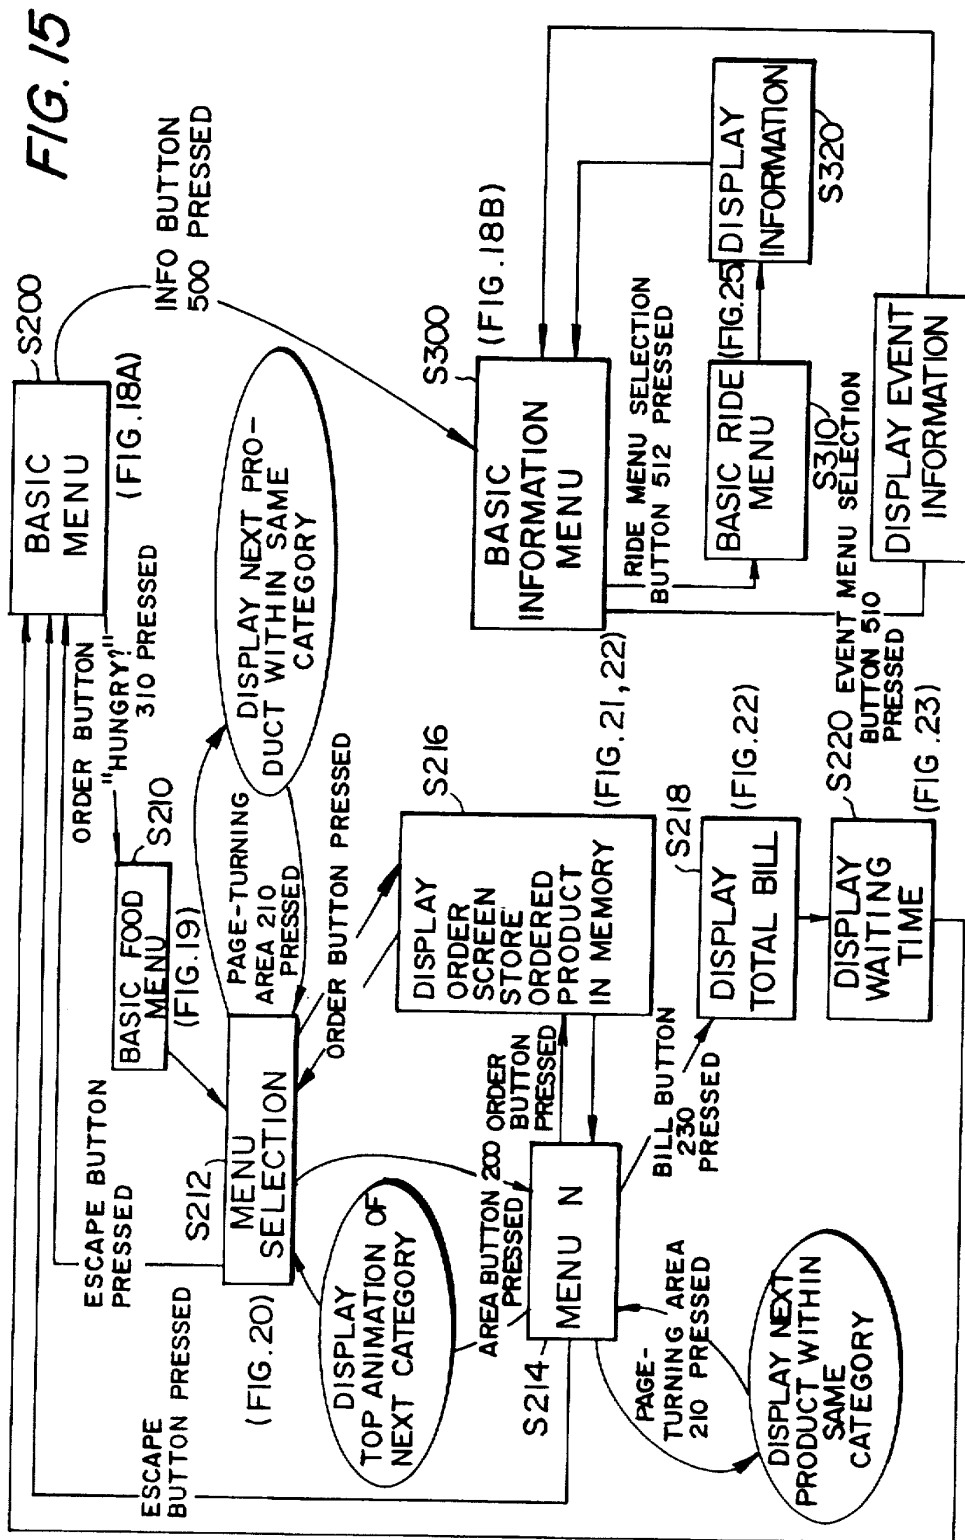 FIG. 15
BASIC
MENU
S200
(FIG.18A)
INFO BUTTON
500 PRESSED
ORDER BUTTON
"HUNGRY?"
310 PRESSED
S210
BASIC FOOD
MENU
(FIG.19)
ESCAPE BUTTON
PRESSED
ESCAPE
BUTTON PRESSED
S212
MENU
SELECTION
(FIG.20)
PAGE-TURNING
AREA 210
PRESSED
DISPLAY NEXT PRO-
DUCT WITHIN SAME
CATEGORY
ORDER BUTTON PRESSED
DISPLAY
TOP ANIMATION OF
NEXT CATEGORY
AREA BUTTON 200
PRESSED
ORDER
BUTTON
PRESSED
S216
DISPLAY
ORDER
SCREEN
STORE
ORDERED
PRODUCT
IN MEMORY
(FIG.21,22)
S214
MENU N
PAGE-
TURNING AREA
210 PRESSED
DISPLAY NEXT
PRODUCT WITHIN
SAME
CATEGORY
BILL BUTTON
230
PRESSED
S218
DISPLAY
TOTAL BILL
(FIG.22)
S220
DISPLAY
WAITING
TIME
(FIG.23)
S300
BASIC
INFORMATION
MENU
(FIG.18B)
RIDE MENU SELECTION
BUTTON 512 PRESSED
BASIC RIDE
MENU
S310
(FIG.25)
DISPLAY
INFORMATION
S320
EVENT MENU SELECTION
BUTTON 510
PRESSED
DISPLAY EVENT
INFORMATION